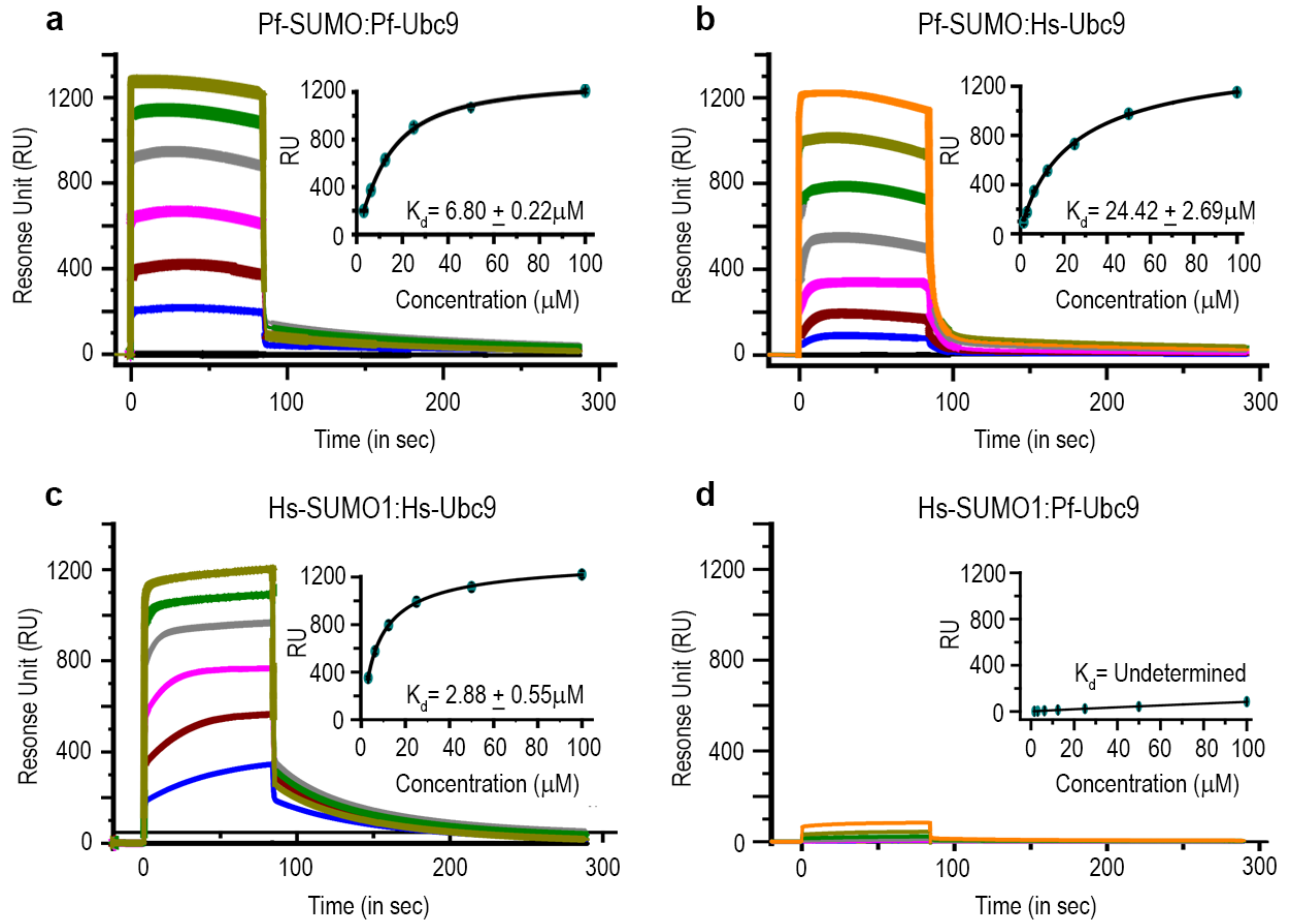 a
Pf-SUMO:Pf-Ubc9
Resonse Unit (RU)
1200
800
400
0
0
100
200
300
Time (in sec)
RU
1200
800
400
0
K_d= 6.80 ± 0.22μM
0 20 40 60 80 100
Concentration (μM)
b
Pf-SUMO:Hs-Ubc9
Resonse Unit (RU)
1200
800
400
0
0
100
200
300
Time (in sec)
RU
1200
800
400
0
K_d= 24.42 ± 2.69μM
0 20 40 60 80 100
Concentration (μM)
c
Hs-SUMO1:Hs-Ubc9
Resonse Unit (RU)
1200
800
400
0
0
100
200
300
Time (in sec)
RU
1200
800
400
0
K_d= 2.88 ± 0.55μM
0 20 40 60 80 100
Concentration (μM)
d
Hs-SUMO1:Pf-Ubc9
Resonse Unit (RU)
1200
800
400
0
0
100
200
300
Time (in sec)
RU
1200
800
400
0
K_d= Undetermined
0 20 40 60 80 100
Concentration (μM)